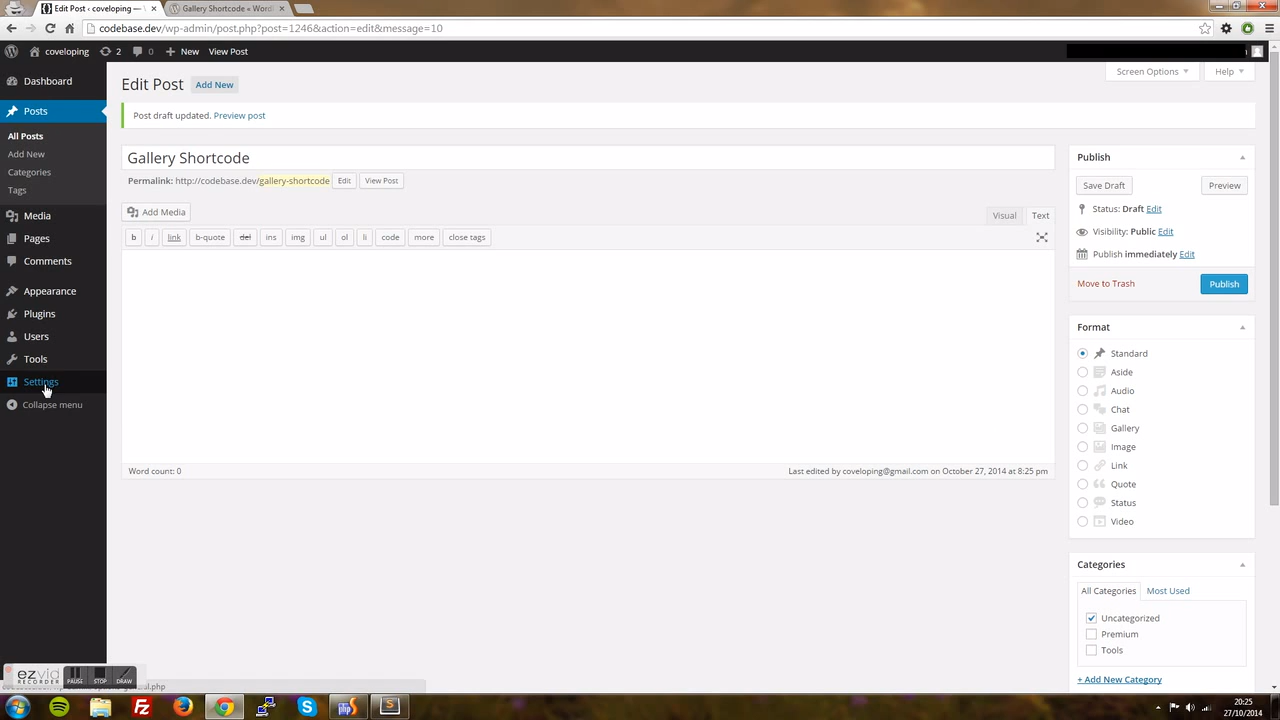 Edit Post ‹ coveloping — ×
Gallery Shortcode « Word ×
codebase.dev/wp-admin/post.php?post=1246&action=edit&message=10
coveloping
2
0
New
View Post
Screen Options
Help
Dashboard
Posts
All Posts
Add New
Categories
Tags
Media
Pages
Comments
Appearance
Plugins
Users
Tools
Settings
Collapse menu
Edit Post
Add New
Post draft updated. Preview post
Gallery Shortcode
Permalink: http://codebase.dev/gallery-shortcode
Edit
View Post
Add Media
Visual
Text
b
i
link
b-quote
del
ins
img
ul
ol
li
code
more
close tags
Word count: 0
Last edited by coveloping@gmail.com on October 27, 2014 at 8:25 pm
Publish
Save Draft
Preview
Status: Draft Edit
Visibility: Public Edit
Publish immediately Edit
Move to Trash
Publish
Format
Standard
Aside
Audio
Chat
Gallery
Image
Link
Quote
Status
Video
Categories
All Categories
Most Used
Uncategorized
Premium
Tools
+ Add New Category
ezvid
RECORDER
PAUSE
STOP
DRAW
20:25
27/10/2014